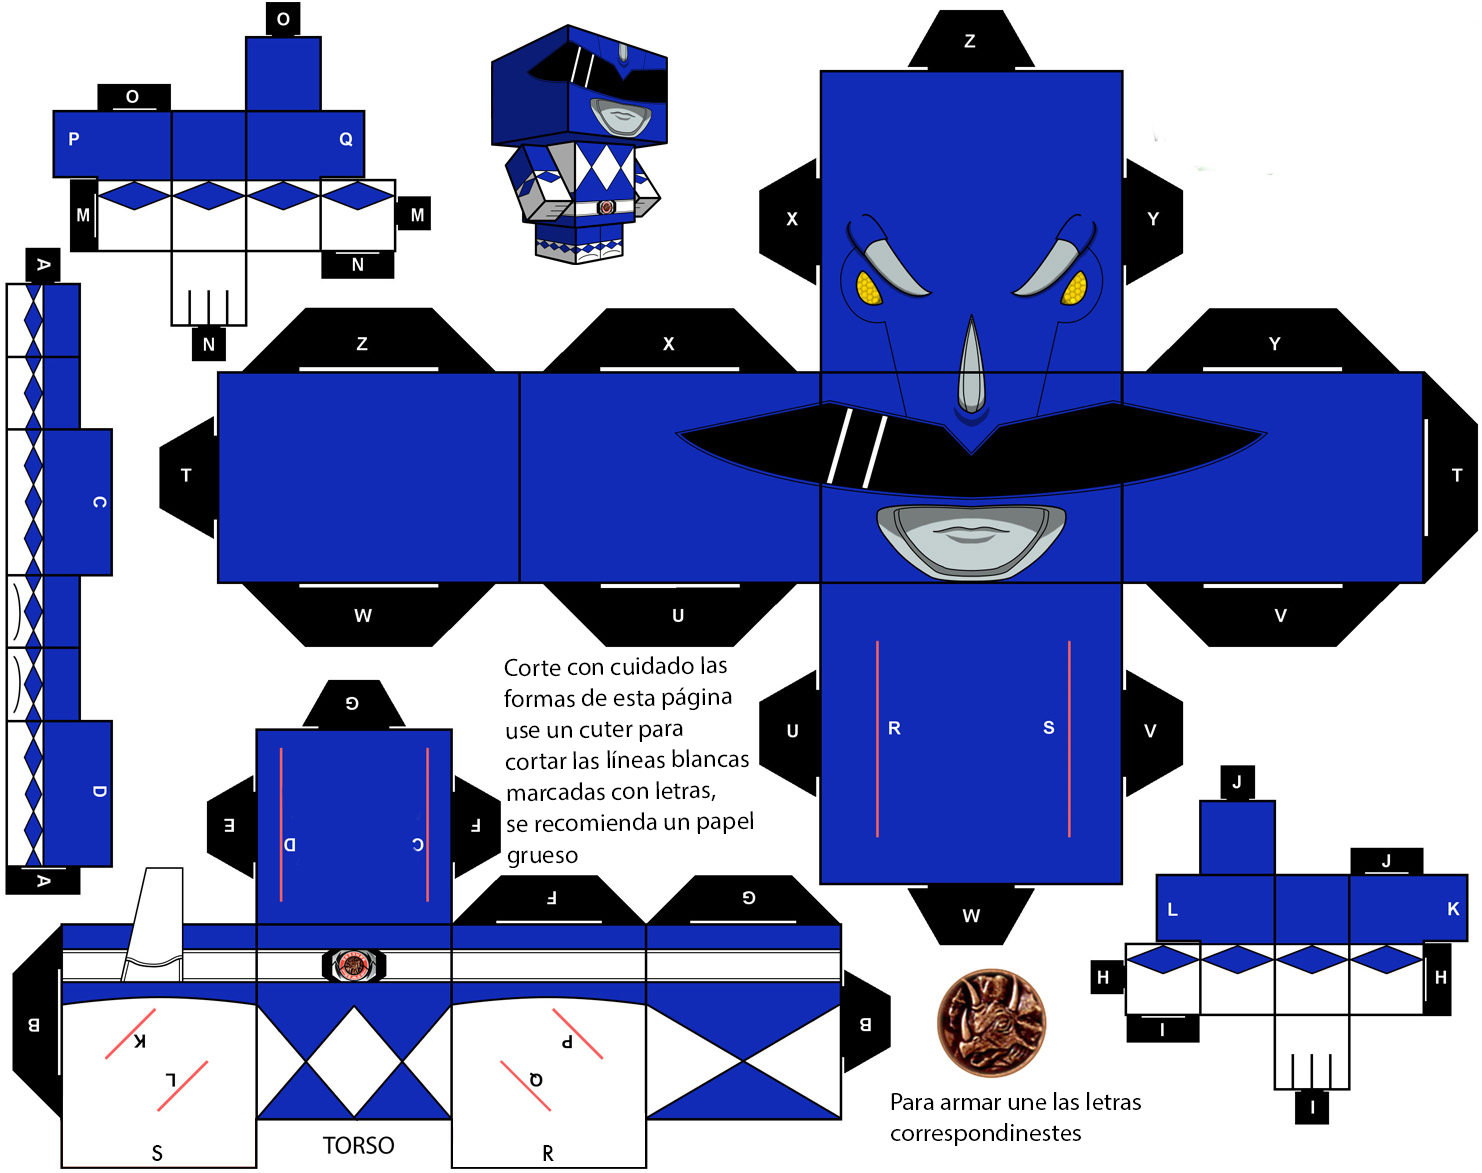 O
Z
O
P
Q
M
M
X
Y
N
A
N
Z
X
Y
T
T
C
W
U
V
Corte con cuidado las
formas de esta página
use un cuter para
cortar las líneas blancas
marcadas con letras,
se recomienda un papel
grueso
G
U
R
S
V
D
E
D
C
F
J
A
F
G
J
W
L
K
H
H
B
K
P
B
L
Q
I
I
Para armar une las letras
correspondinestes
S
TORSO
R